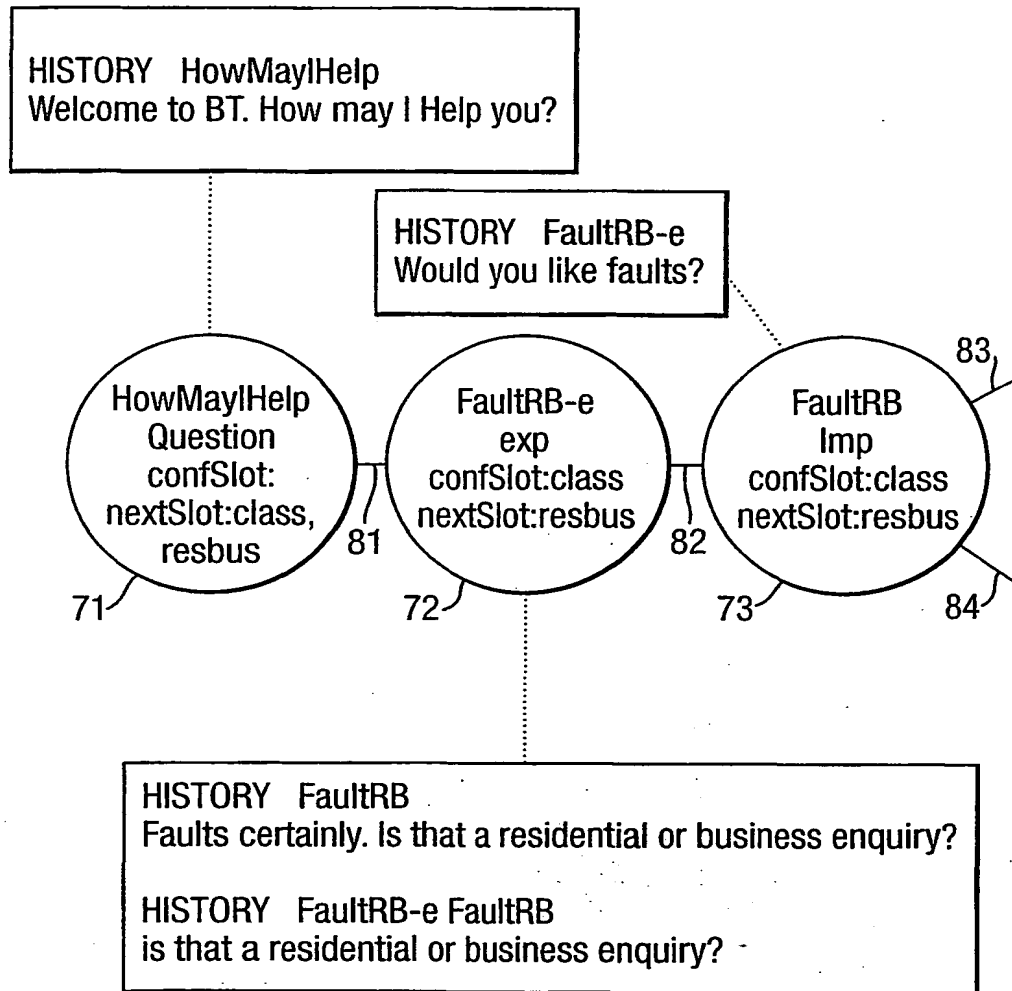 HISTORY HowMayIHelp
Welcome to BT. How may I Help you?
HISTORY FaultRB-e
Would you like faults?
HowMayIHelp
Question
confSlot:
nextSlot:class,
resbus
71
81
FaultRB-e
exp
confSlot:class
nextSlot:resbus
72
82
FaultRB
Imp
confSlot:class
nextSlot:resbus
73
83
84
HISTORY FaultRB
Faults certainly. Is that a residential or business enquiry?
HISTORY FaultRB-e FaultRB
is that a residential or business enquiry?